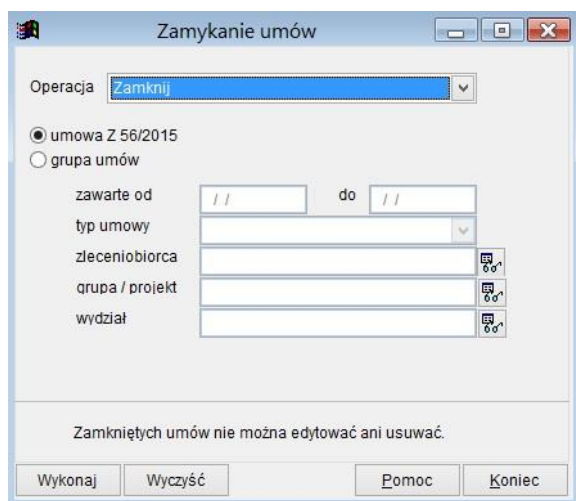 Zamykanie umów
Operacja Zamknij
umowa Z 56/2015
grupa umów
zawarte od / / do / /
typ umowy
zleceniobiorca
grupa / projekt
wydział
Zamkniętych umów nie można edytować ani usuwać.
Wykonaj Wyczyść Pomoc Koniec